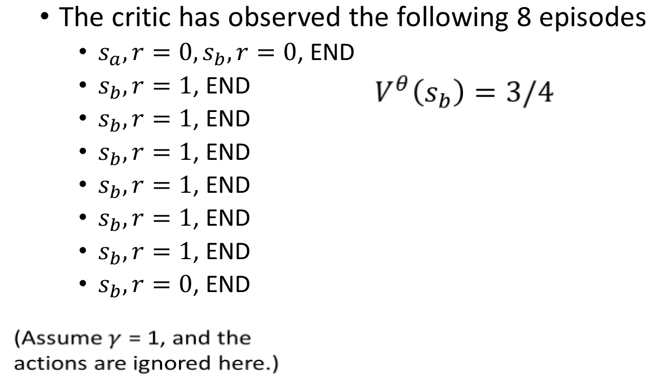 • The critic has observed the following 8 episodes
• sₐ, r = 0, s_b, r = 0, END
• s_b, r = 1, END
V^θ(s_b) = 3/4
• s_b, r = 1, END
• s_b, r = 1, END
• s_b, r = 1, END
• s_b, r = 1, END
• s_b, r = 1, END
• s_b, r = 0, END
(Assume γ = 1, and the
actions are ignored here.)